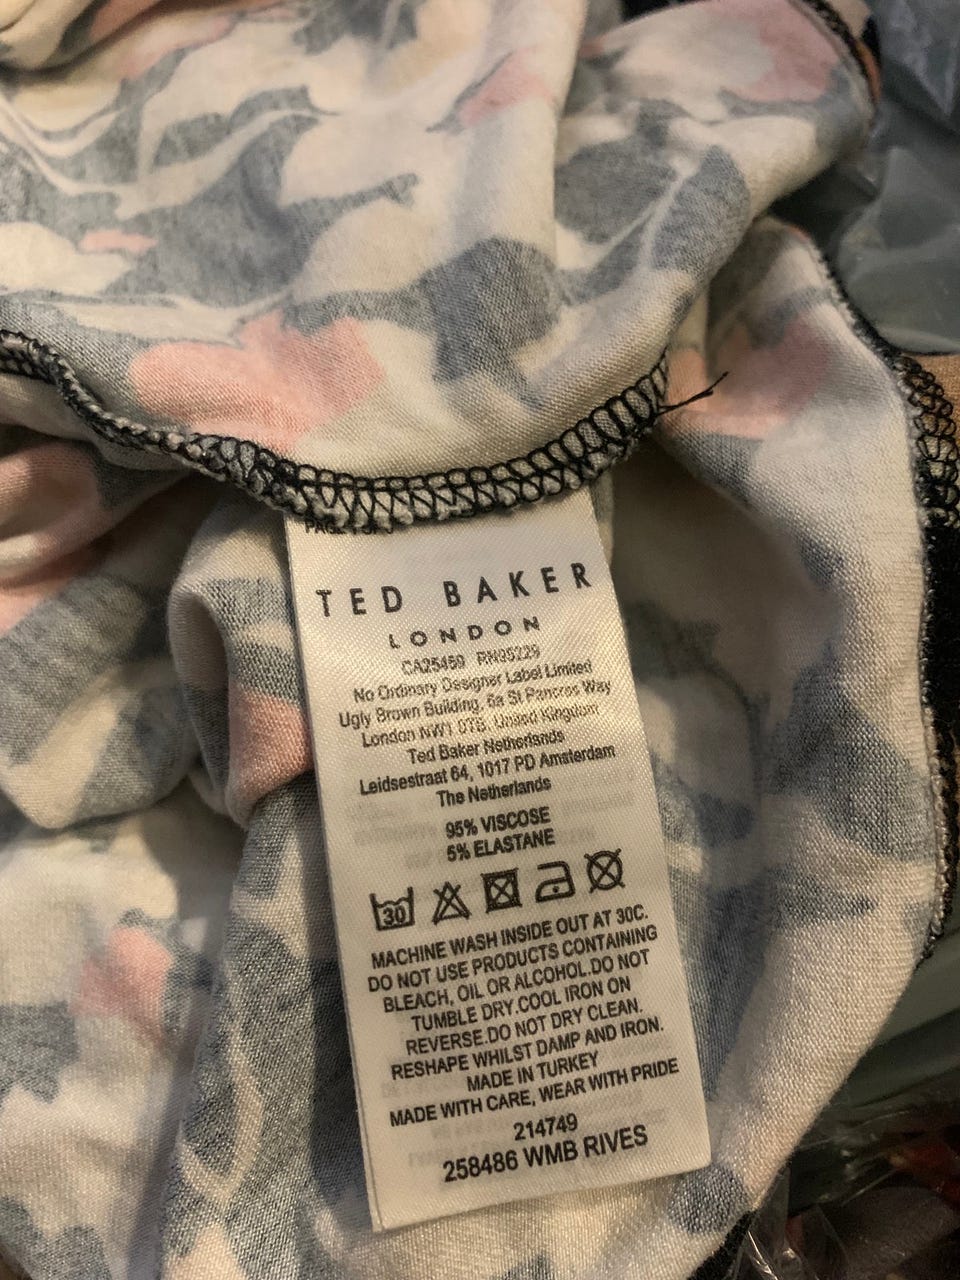 TED BAKER
LONDON
CA25459 RN95229
No Ordinary Designer Label Limited
Ugly Brown Building, 6a St Pancras Way
London NW1 0TB, United Kingdom
Ted Baker Netherlands
Leidsestraat 64, 1017 PD Amsterdam
The Netherlands
95% VISCOSE
5% ELASTANE
30
MACHINE WASH INSIDE OUT AT 30C.
DO NOT USE PRODUCTS CONTAINING
BLEACH, OIL OR ALCOHOL.DO NOT
TUMBLE DRY.COOL IRON ON
REVERSE.DO NOT DRY CLEAN.
RESHAPE WHILST DAMP AND IRON.
MADE IN TURKEY
MADE WITH CARE, WEAR WITH PRIDE
214749
258486 WMB RIVES